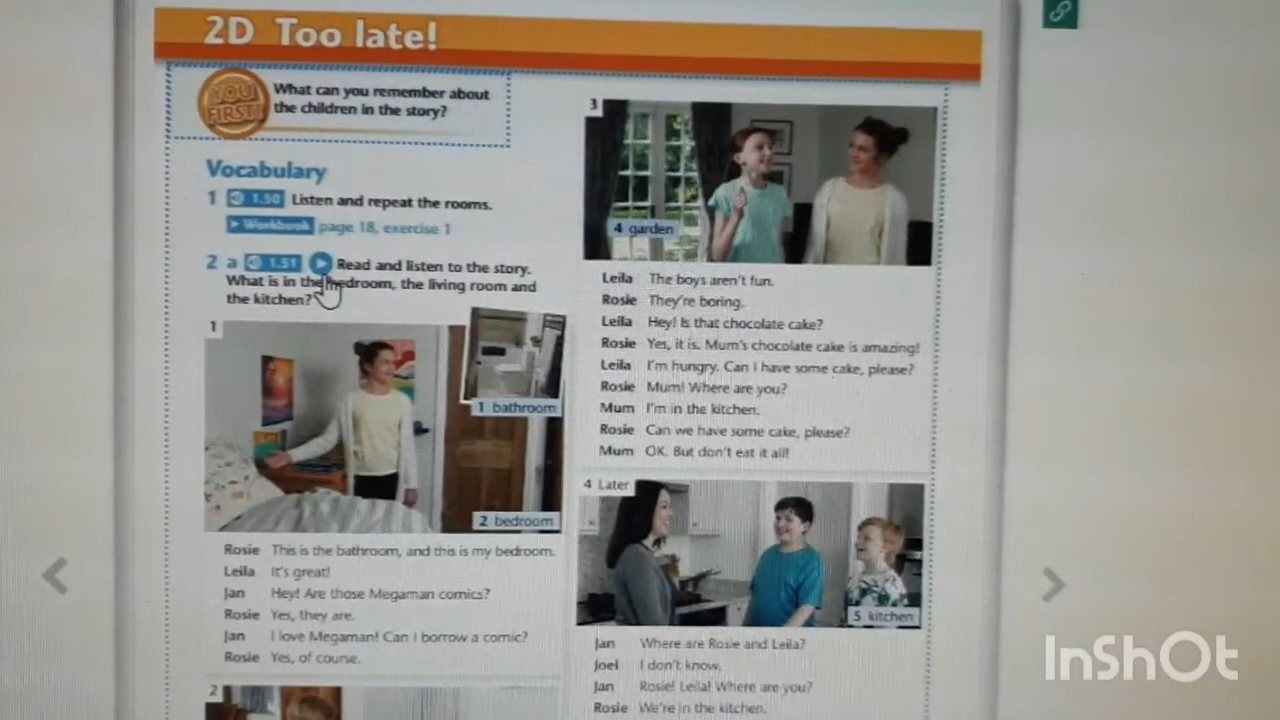 2D Too late!
YOU FIRST!
What can you remember about
the children in the story?
Vocabulary
1 1.50 Listen and repeat the rooms.
Workbook page 18, exercise 1
2 a 1.51 Read and listen to the story.
What is in the bedroom, the living room and
the kitchen?
1
1 bathroom
2 bedroom
Rosie This is the bathroom, and this is my bedroom.
Leila It's great!
Jan Hey! Are those Megaman comics?
Rosie Yes, they are.
Jan I love Megaman! Can I borrow a comic?
Rosie Yes, of course.
2
3
4 garden
Leila The boys aren't fun.
Rosie They're boring.
Leila Hey! Is that chocolate cake?
Rosie Yes, it is. Mum's chocolate cake is amazing!
Leila I'm hungry. Can I have some cake, please?
Rosie Mum! Where are you?
Mum I'm in the kitchen.
Rosie Can we have some cake, please?
Mum OK. But don't eat it all!
4 Later
5 kitchen
Jan Where are Rosie and Leila?
Joel I don't know.
Jan Rosie! Leila! Where are you?
Rosie We're in the kitchen.
InShOt